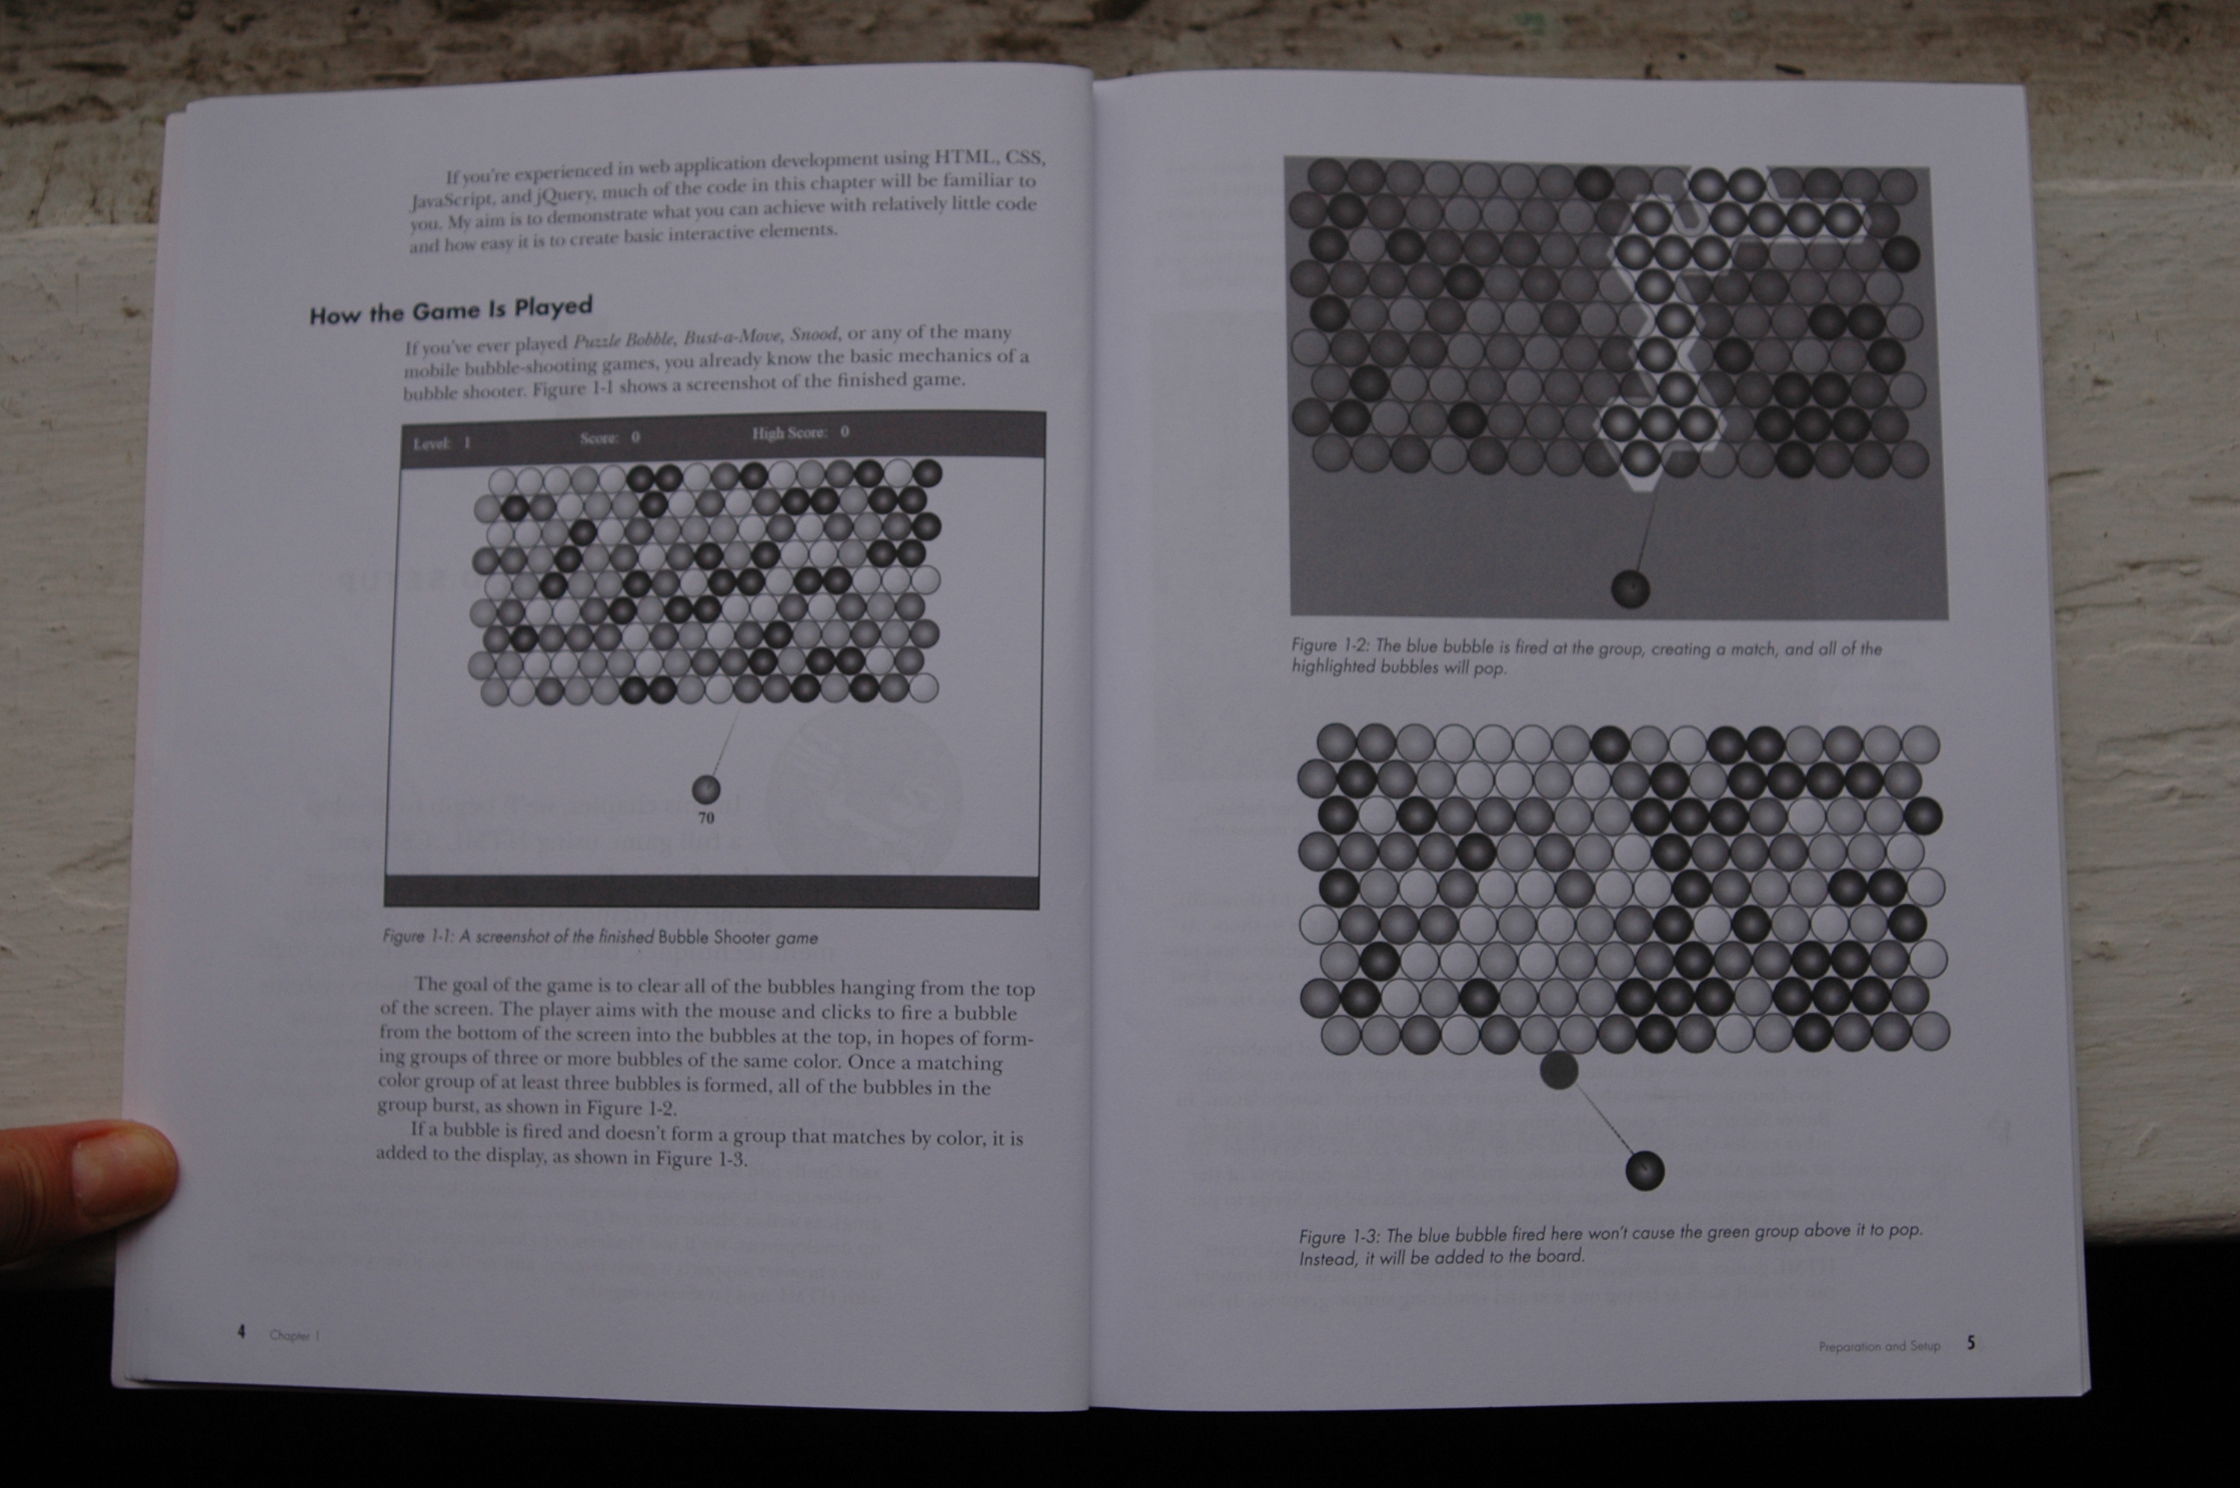 If you're experienced in web application development using HTML, CSS,
JavaScript, and jQuery, much of the code in this chapter will be familiar to
you. My aim is to demonstrate what you can achieve with relatively little code
and how easy it is to create basic interactive elements.
How the Game Is Played
If you've ever played Puzzle Bobble, Bust-a-Move, Snood, or any of the many
mobile bubble-shooting games, you already know the basic mechanics of a
bubble shooter. Figure 1-1 shows a screenshot of the finished game.
Level: 1 Score: 0 High Score: 0
70
Figure 1-1: A screenshot of the finished Bubble Shooter game
The goal of the game is to clear all of the bubbles hanging from the top
of the screen. The player aims with the mouse and clicks to fire a bubble
from the bottom of the screen into the bubbles at the top, in hopes of form-
ing groups of three or more bubbles of the same color. Once a matching
color group of at least three bubbles is formed, all of the bubbles in the
group burst, as shown in Figure 1-2.
If a bubble is fired and doesn't form a group that matches by color, it is
added to the display, as shown in Figure 1-3.
4 Chapter 1
Figure 1-2: The blue bubble is fired at the group, creating a match, and all of the
highlighted bubbles will pop.
Figure 1-3: The blue bubble fired here won't cause the green group above it to pop.
Instead, it will be added to the board.
Preparation and Setup 5